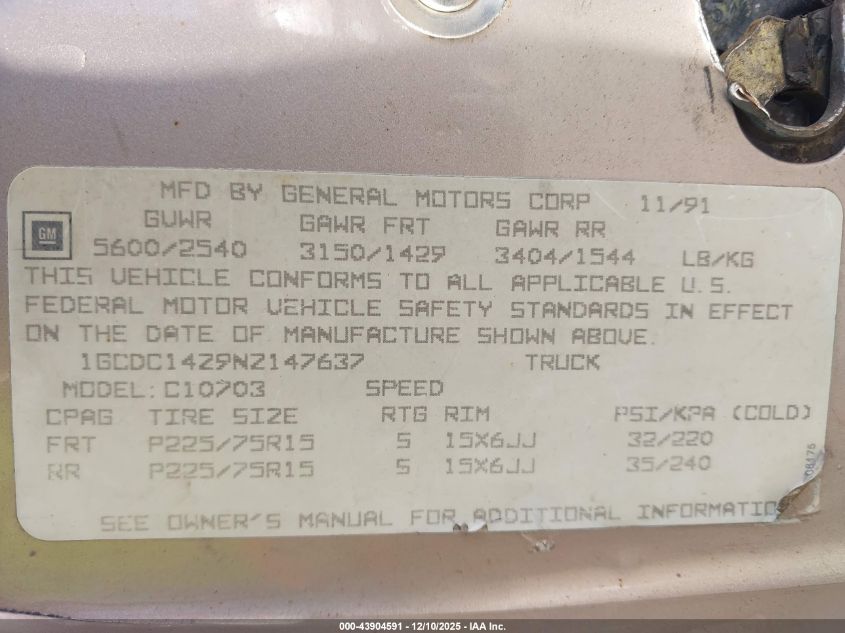 MFD BY GENERAL MOTORS CORP 11/91
GM
GVWR GAWR FRT GAWR RR
5600/2540 3150/1429 3404/1544 LB/KG
THIS VEHICLE CONFORMS TO ALL APPLICABLE U.S.
FEDERAL MOTOR VEHICLE SAFETY STANDARDS IN EFFECT
ON THE DATE OF MANUFACTURE SHOWN ABOVE.
1GCDC14Z9NZ147637 TRUCK
MODEL: C10703 SPEED
CPAG TIRE SIZE RTG RIM PSI/KPA (COLD)
FRT P225/75R15 S 15X6JJ 32/220
RR P225/75R15 S 15X6JJ 35/240
SEE OWNER'S MANUAL FOR ADDITIONAL INFORMATIO
000-43904591 - 12/10/2025 - IAA Inc.